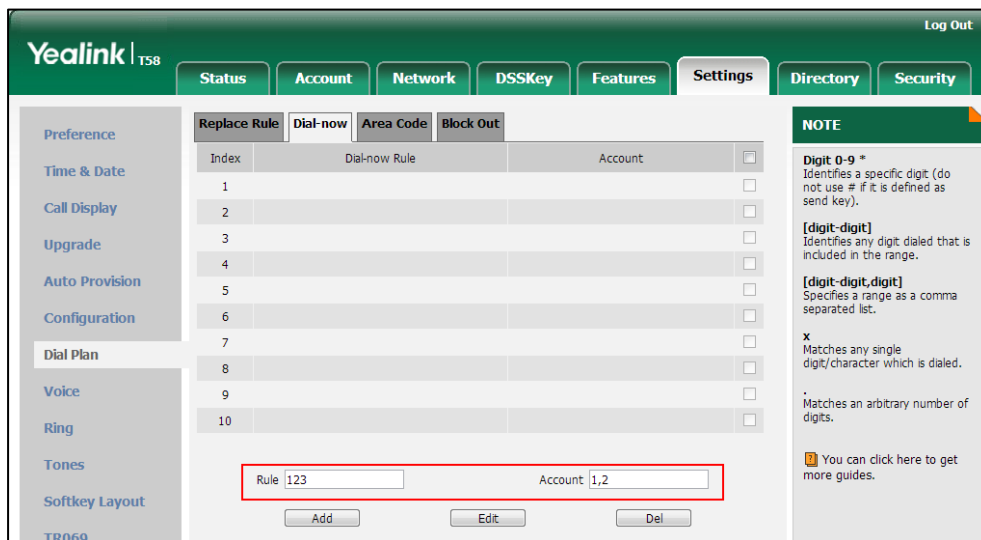 Log Out
Yealink | T58
Status Account Network DSSKey Features Settings Directory Security
Preference
Time & Date
Call Display
Upgrade
Auto Provision
Configuration
Dial Plan
Voice
Ring
Tones
Softkey Layout
TR069
Replace Rule Dial-now Area Code Block Out
Index Dial-now Rule Account
1
2
3
4
5
6
7
8
9
10
Rule 123 Account 1,2
Add Edit Del
NOTE
Digit 0-9 *
Identifies a specific digit (do
not use # if it is defined as
send key).
[digit-digit]
Identifies any digit dialed that is
included in the range.
[digit-digit,digit]
Specifies a range as a comma
separated list.
x
Matches any single
digit/character which is dialed.
.
Matches an arbitrary number of
digits.
? You can click here to get
more guides.